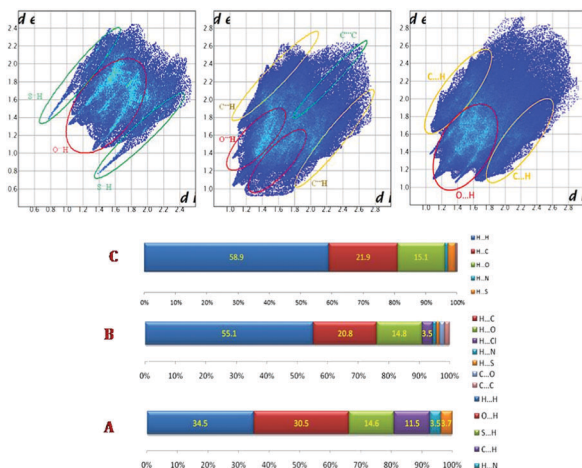 d e
d e
d e
2.4
2.2
2.0
1.8
1.6
1.4
1.2
1.0
0.8
0.6
0.6 0.8 1.0 1.2 1.4 1.6 1.8 2.0 2.2 2.4
O H
2.8
2.6
2.4
2.2
2.0
1.8
1.6
1.4
1.2
1.0
1.0 1.2 1.4 1.6 1.8 2.0 2.2 2.4 2.6 2.8
C***C
C***H
O***H
C***H
2.6
2.4
2.2
2.0
1.8
1.6
1.4
1.2
1.0
0.8 1.0 1.2 1.4 1.6 1.8 2.0 2.2 2.4
C...H
C...H
O...H
C
58.9 21.9 15.1
0% 10% 20% 30% 40% 50% 60% 70% 80% 90% 100%
H...H
H...C
H...O
H...N
H...S
B
55.1 20.8 14.8 3.5
0% 10% 20% 30% 40% 50% 60% 70% 80% 90% 100%
H...C
H...O
H...Cl
H...N
H...S
C...O
C...C
A
34.5 30.5 14.6 11.5 3.5 3.7
0% 10% 20% 30% 40% 50% 60% 70% 80% 90% 100%
H...H
O...H
S...H
C...H
H...N